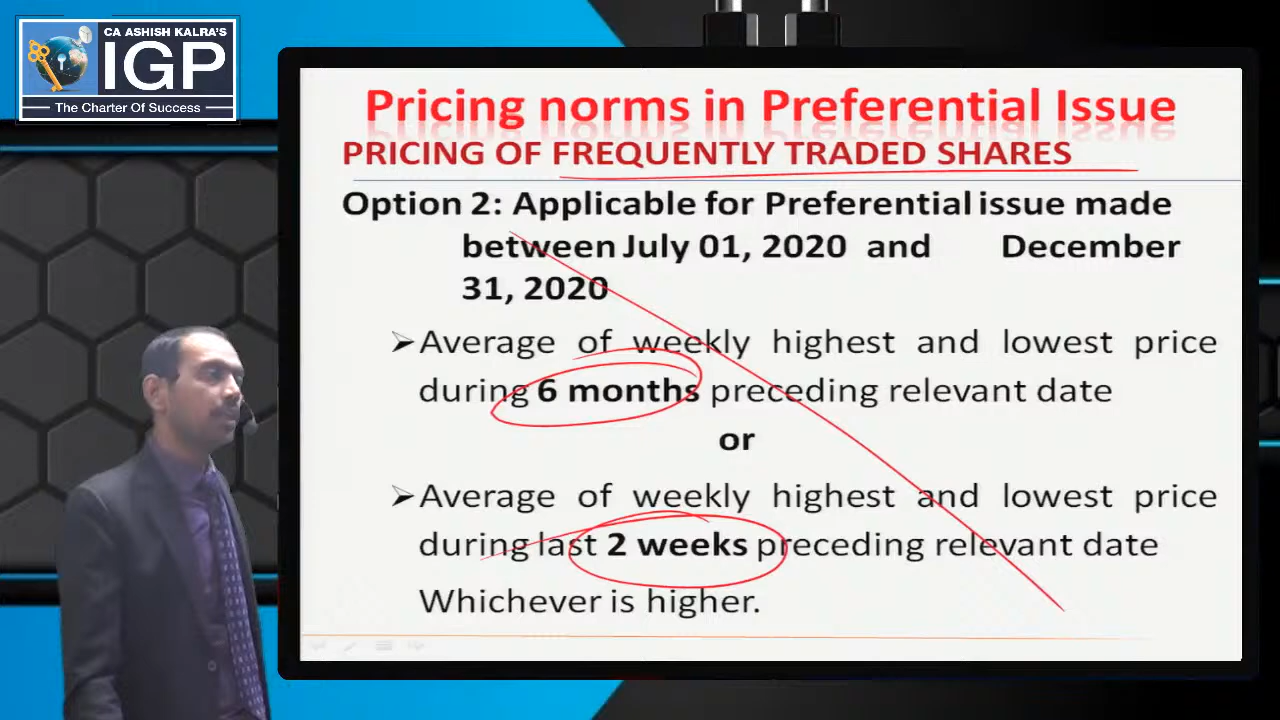 CA ASHISH KALRA'S
IGP
The Charter Of Success
Pricing norms in Preferential Issue
PRICING OF FREQUENTLY TRADED SHARES
Option 2: Applicable for Preferential issue made
between July 01, 2020 and December
31, 2020
➢Average of weekly highest and lowest price
during 6 months preceding relevant date
or
➢Average of weekly highest and lowest price
during last 2 weeks preceding relevant date
Whichever is higher.